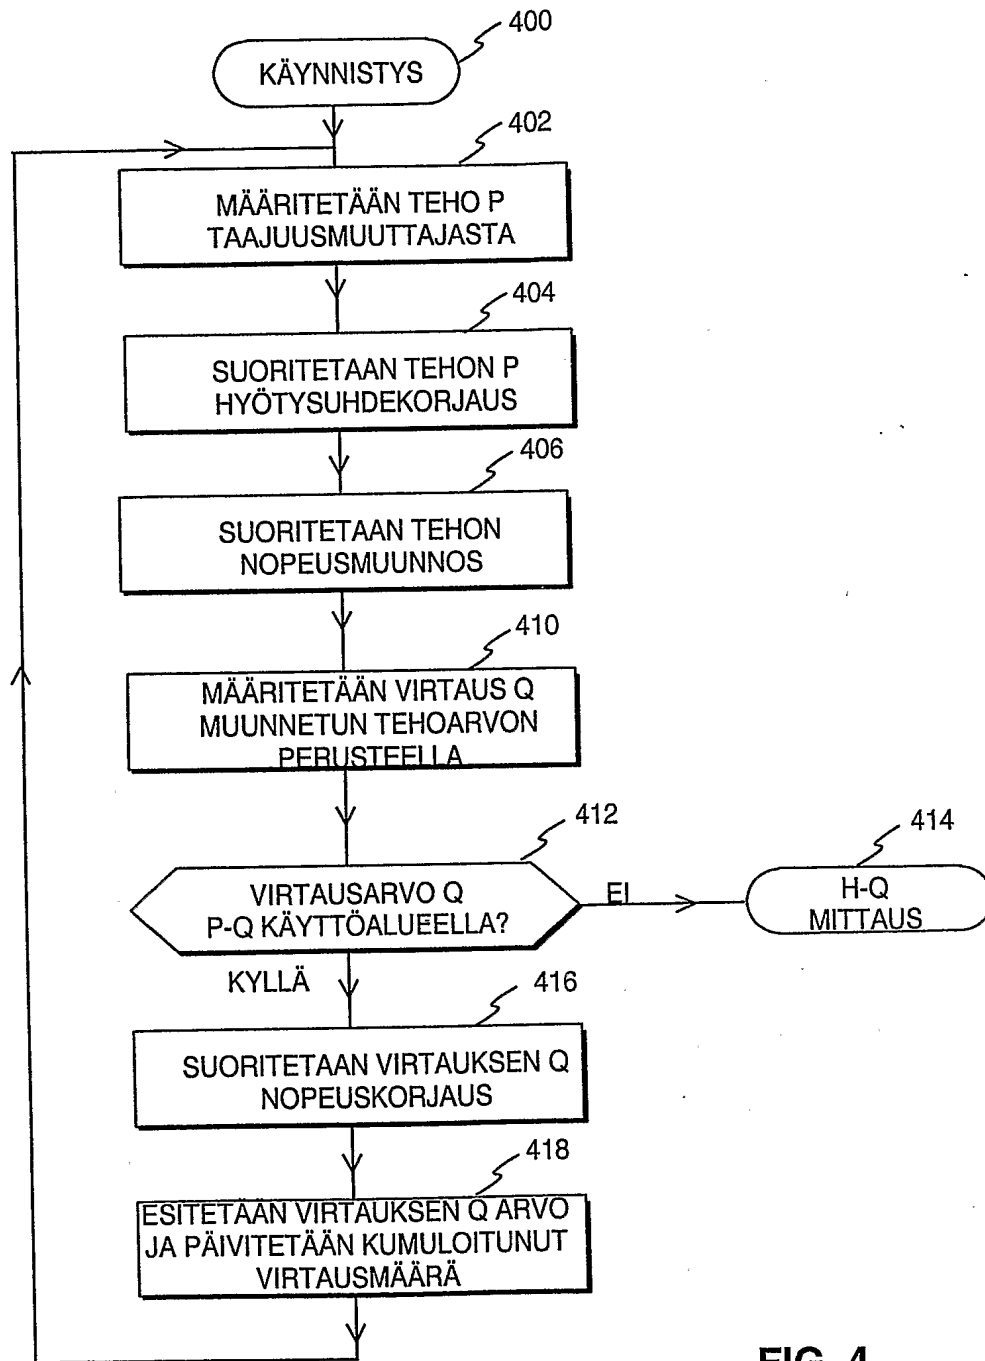 400
KÄYNNISTYS
402
MÄÄRITETÄÄN TEHO P
TAAJUUSMUUTTAJASTA
404
SUORITETAAN TEHON P
HYÖTYSUHDEKORJAUS
406
SUORITETAAN TEHON
NOPEUSMUUNNOS
410
MÄÄRITETÄÄN VIRTAUS Q
MUUNNETUN TEHOARVON
PERUSTEELLA
412
VIRTAUSARVO Q
P-Q KÄYTTÖALUEELLA?
EI
414
H-Q
MITTAUS
KYLLÄ
416
SUORITETAAN VIRTAUKSEN Q
NOPEUSKORJAUS
418
ESITETÄÄN VIRTAUKSEN Q ARVO
JA PÄIVITETÄÄN KUMULOITUNUT
VIRTAUSMÄÄRÄ
FIG. 4